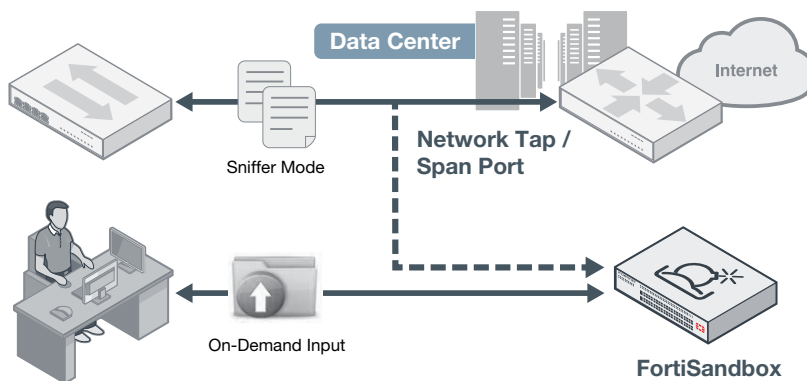 Data Center
Internet
Network Tap /
Span Port
Sniffer Mode
On-Demand Input
FortiSandbox